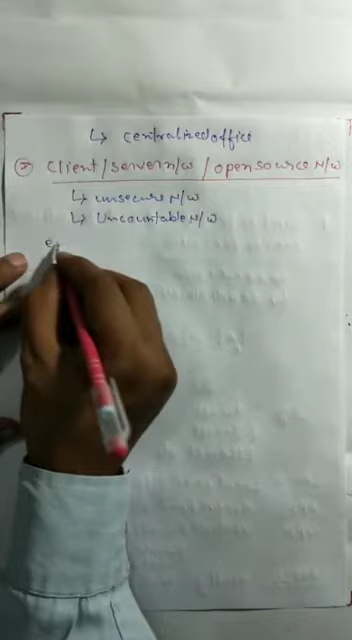 ↳ centralized office
② Client/server n/w / open source N/W
↳ unsecure N/W
↳ Uncountable N/W
e